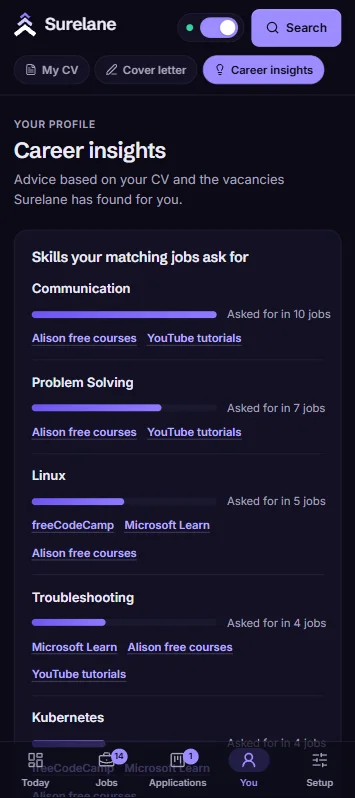 Surelane
Search
My CV
Cover letter
Career insights
YOUR PROFILE
Career insights
Advice based on your CV and the vacancies
Surelane has found for you.
Skills your matching jobs ask for
Communication
Asked for in 10 jobs
Alison free courses YouTube tutorials
Problem Solving
Asked for in 7 jobs
Alison free courses YouTube tutorials
Linux
Asked for in 5 jobs
freeCodeCamp Microsoft Learn
Alison free courses
Troubleshooting
Asked for in 4 jobs
Microsoft Learn Alison free courses
YouTube tutorials
Kubernetes
Asked for in 4 jobs
freeCodeCamp Microsoft Learn
Alison free courses
14
1
Today Jobs Applications You Setup